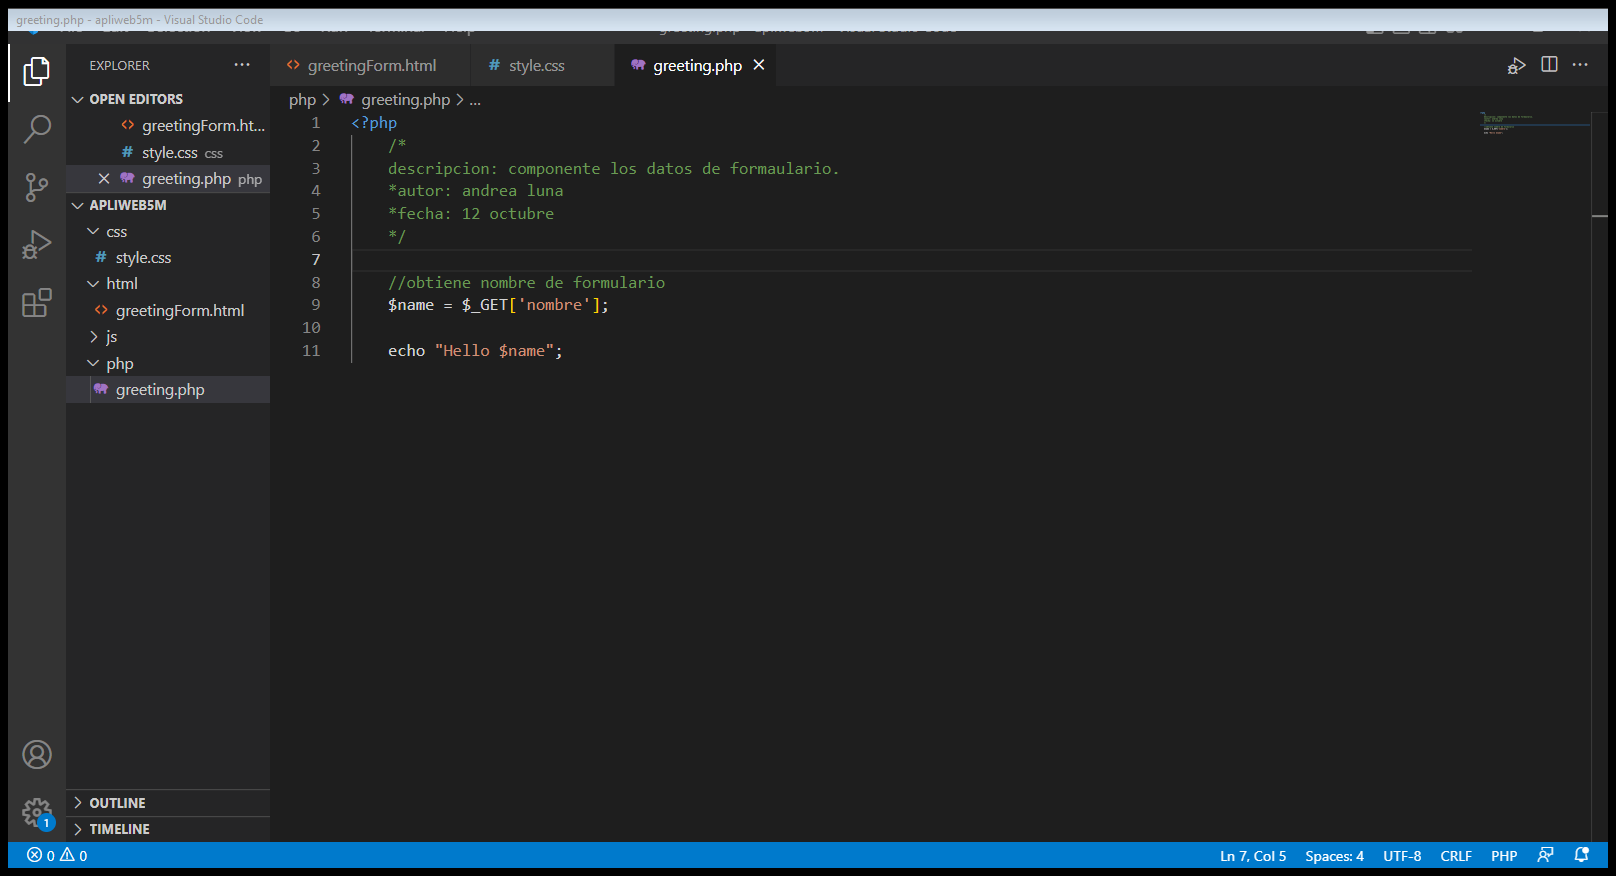 greeting.php - apliweb5m - Visual Studio Code
EXPLORER
OPEN EDITORS
greetingForm.ht...
style.css css
greeting.php php
APLIWEB5M
css
style.css
html
greetingForm.html
js
php
greeting.php
OUTLINE
TIMELINE
greetingForm.html
style.css
greeting.php
php > greeting.php > ...
1 <?php
2 /*
3 descripcion: componente los datos de formaulario.
4 *autor: andrea luna
5 *fecha: 12 octubre
6 */
7
8 //obtiene nombre de formulario
9 $name = $_GET['nombre'];
10
11 echo "Hello $name";
1
0 0
Ln 7, Col 5 Spaces: 4 UTF-8 CRLF PHP